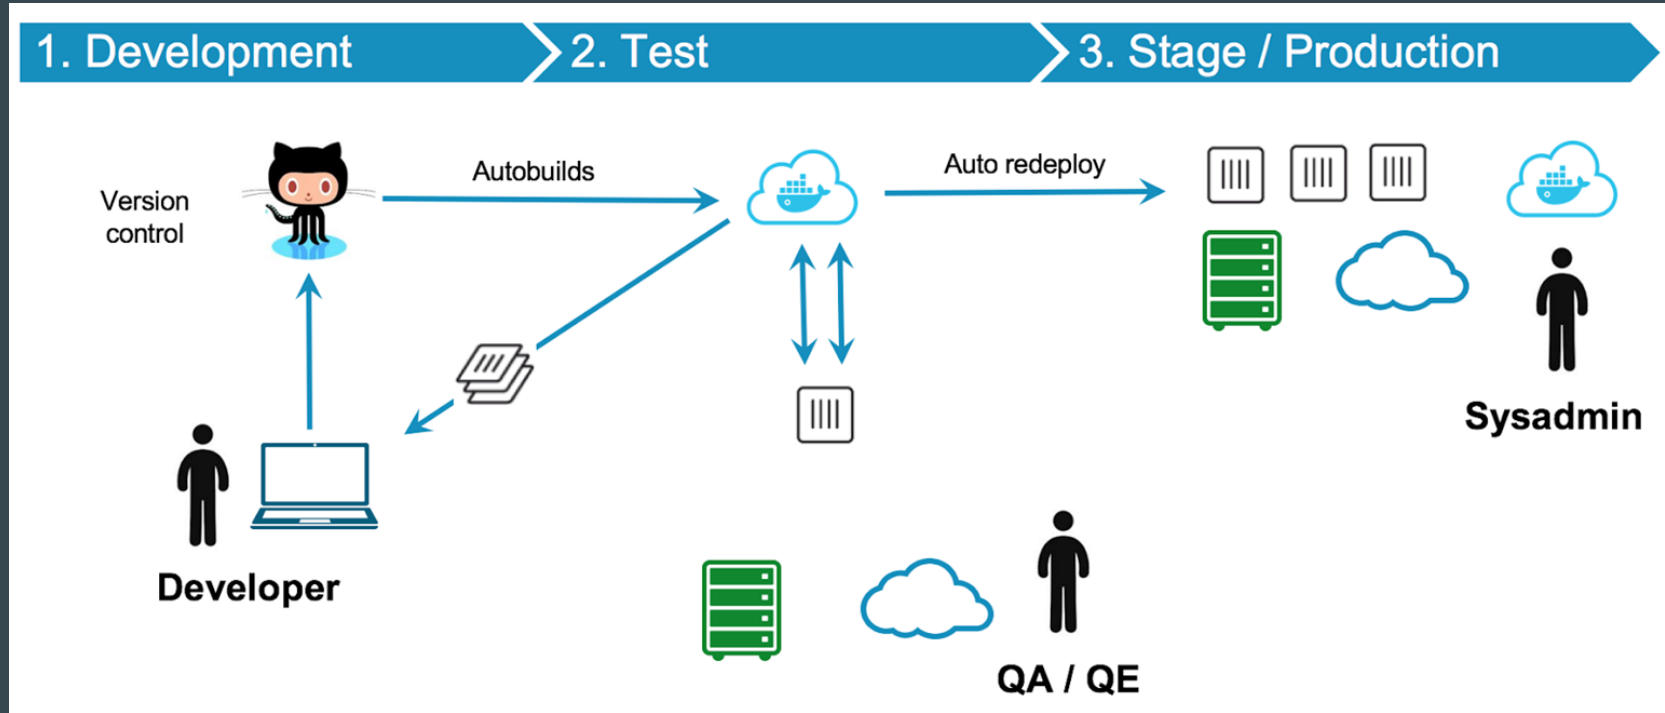 1. Development
2. Test
3. Stage / Production
Version
control
Autobuilds
Auto redeploy
Sysadmin
Developer
QA / QE